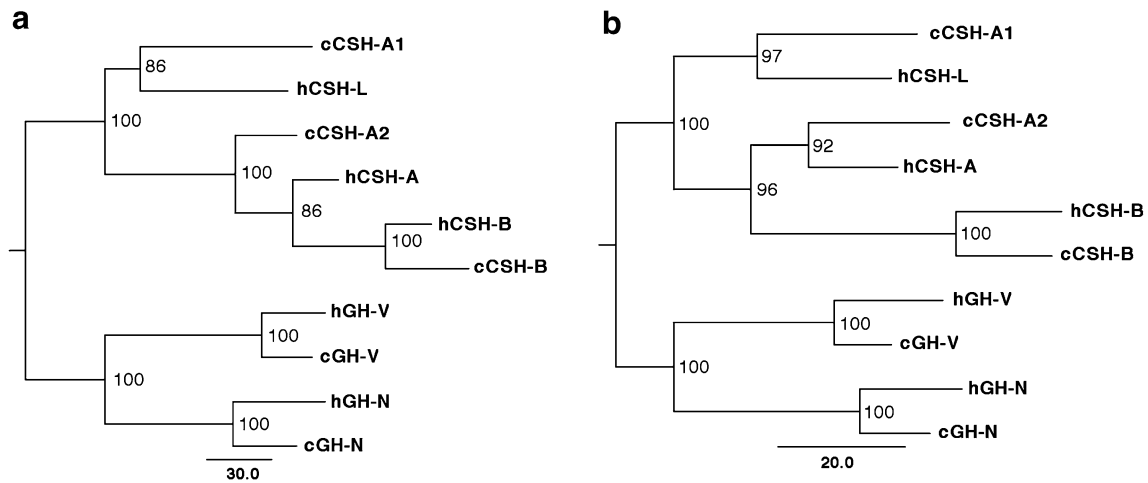 a
cCSH-A1
86
hCSH-L
100
cCSH-A2
100
hCSH-A
86
hCSH-B
100
cCSH-B
hGH-V
100
cGH-V
100
hGH-N
100
cGH-N
30.0
b
cCSH-A1
97
hCSH-L
100
cCSH-A2
92
hCSH-A
96
hCSH-B
100
cCSH-B
hGH-V
100
cGH-V
100
hGH-N
100
cGH-N
20.0